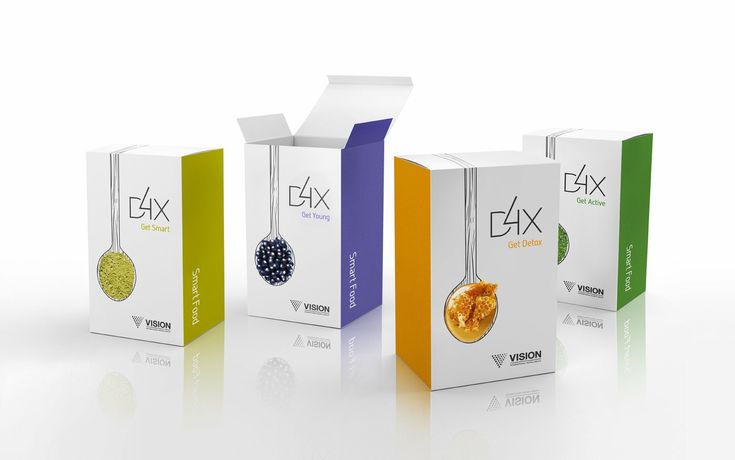 D4X
Get Smart
Smart Food
VISION
D4X
Get Young
Smart Food
VISION
D4X
Get Detox
VISION
D4X
Get Active
Smart Food
VISION